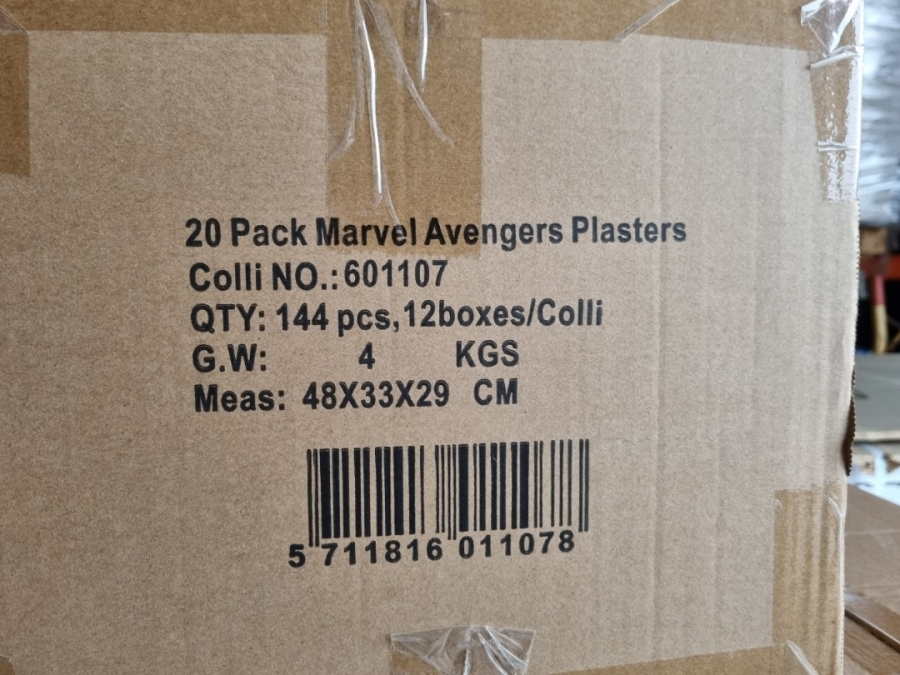 20 Pack Marvel Avengers Plasters
Colli NO.: 601107
QTY: 144 pcs,12boxes/Colli
G.W: 4 KGS
Meas: 48X33X29 CM
5 711816 011078